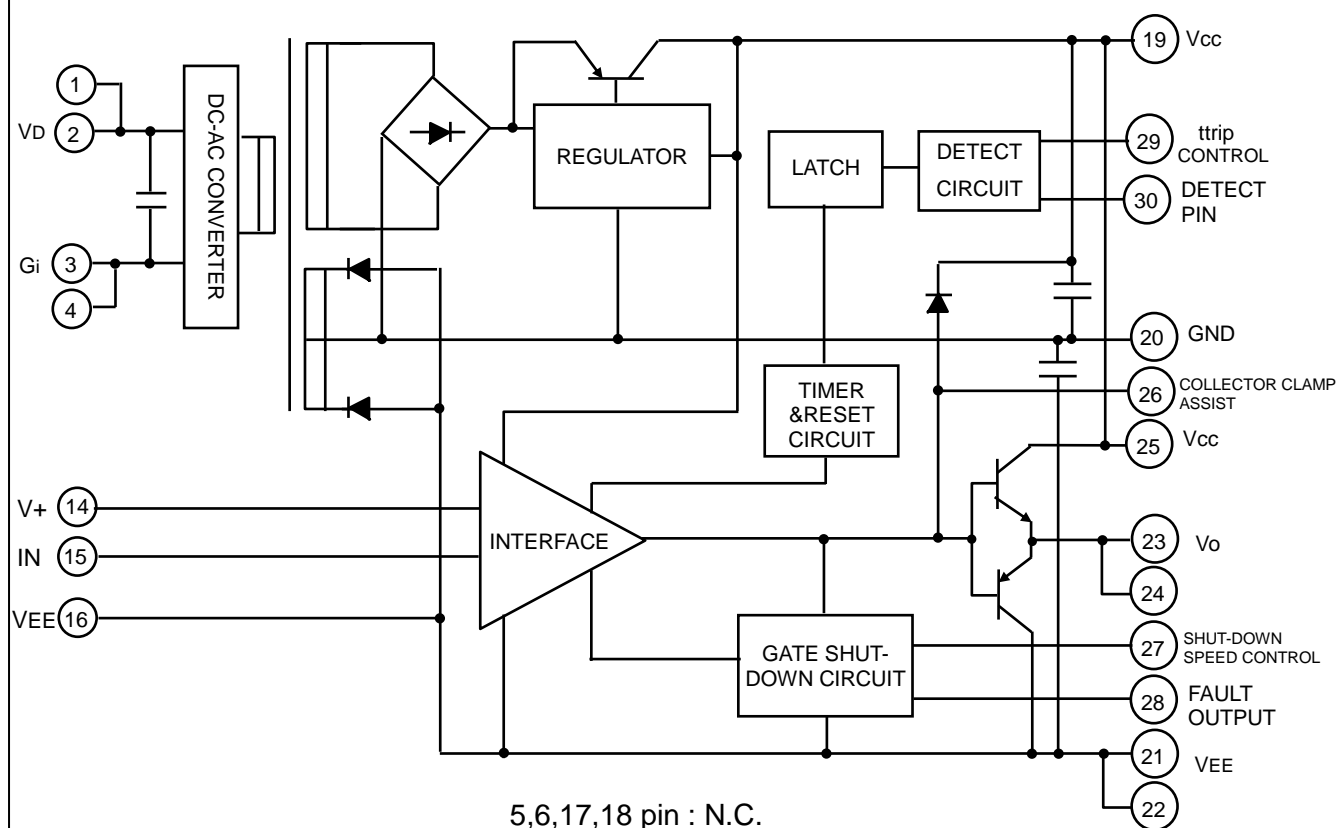 1
VD 2
Gi 3
4
DC-AC CONVERTER
REGULATOR
LATCH
DETECT
CIRCUIT
19 Vcc
29 ttrip
CONTROL
30 DETECT
PIN
20 GND
26 COLLECTOR CLAMP
ASSIST
25 Vcc
TIMER
&RESET
CIRCUIT
V+ 14
IN 15
VEE 16
INTERFACE
23 Vo
24
GATE SHUT-
DOWN CIRCUIT
27 SHUT-DOWN
SPEED CONTROL
28 FAULT
OUTPUT
21 VEE
22
5,6,17,18 pin : N.C.